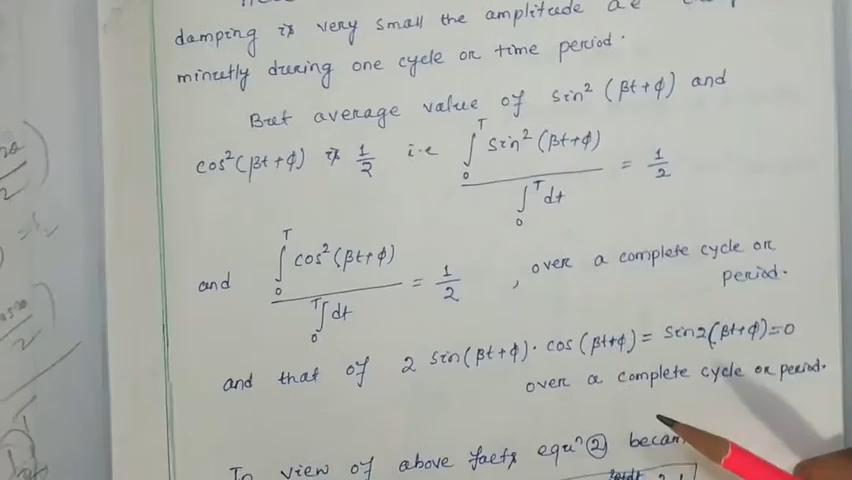 damping is very small the amplitude
minutly during one cycle or time period.
But average value of sin² (βt+φ) and
cos²(βt+φ) is 1/2 i.e ∫₀ᵀ sin²(βt+φ) / ∫₀ᵀ dt = 1/2
and ∫₀ᵀ cos²(βt+φ) / ∫₀ᵀ dt = 1/2 , over a complete cycle or
period.
and that of 2 sin(βt+φ)·cos(βt+φ) = sin2(βt+φ)=0
over a complete cycle or period.
In view of above facts equⁿ ②